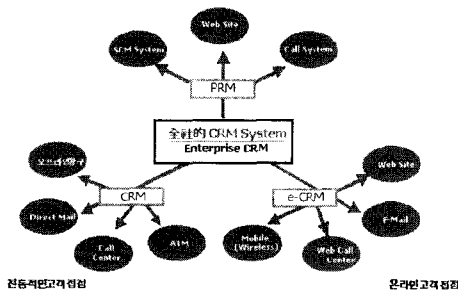 Web Site
SCM System
Call System
PRM
全社的 CRM System
Enterprise CRM
Web Site
CRM
e-CRM
Direct Mail
E-Mail
Call
Center
ATM
Mobile
(Wireless)
Web Call
Center
전통적인고객접점
온라인고객접점